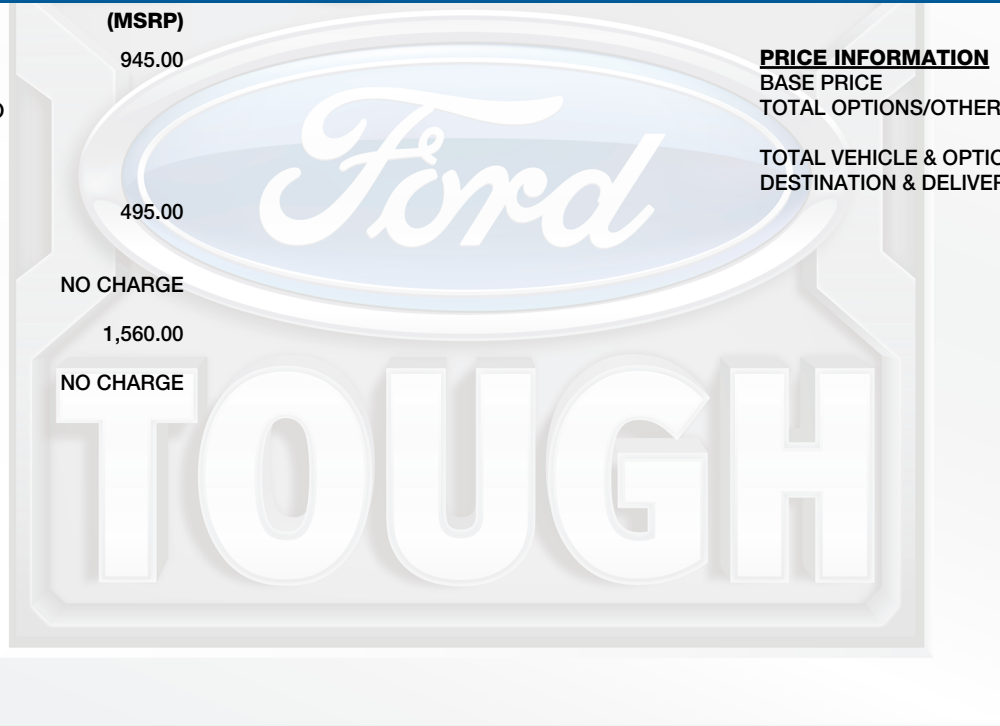 (MSRP)
945.00
495.00
NO CHARGE
1,560.00
NO CHARGE
PRICE INFORMATION
BASE PRICE
TOTAL OPTIONS/OTHER
TOTAL VEHICLE & OPTIO
DESTINATION & DELIVER
Ford
TOUGH